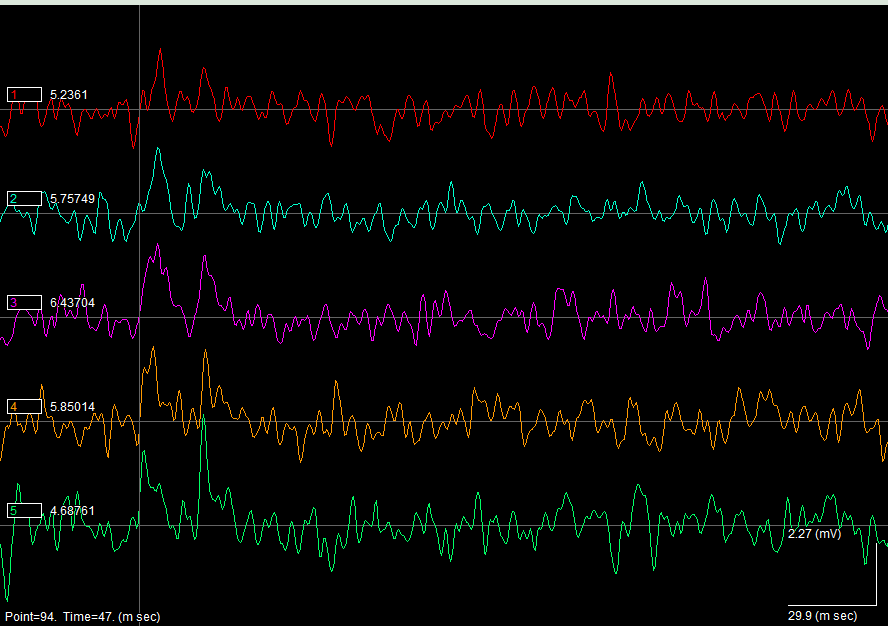 1 5.2361
2 5.75749
3 6.43704
4 5.85014
5 4.68761
2.27 (mV)
Point=94. Time=47. (m sec)
29.9 (m sec)